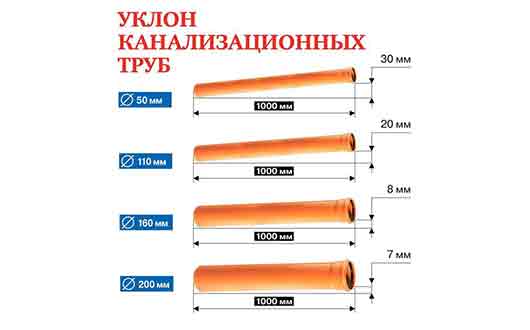 УКЛОН
КАНАЛИЗАЦИОННЫХ
ТРУБ
30 мм
⌀ 50 мм
1000 мм
20 мм
⌀ 110 мм
1000 мм
8 мм
⌀ 160 мм
1000 мм
7 мм
⌀ 200 мм
1000 мм